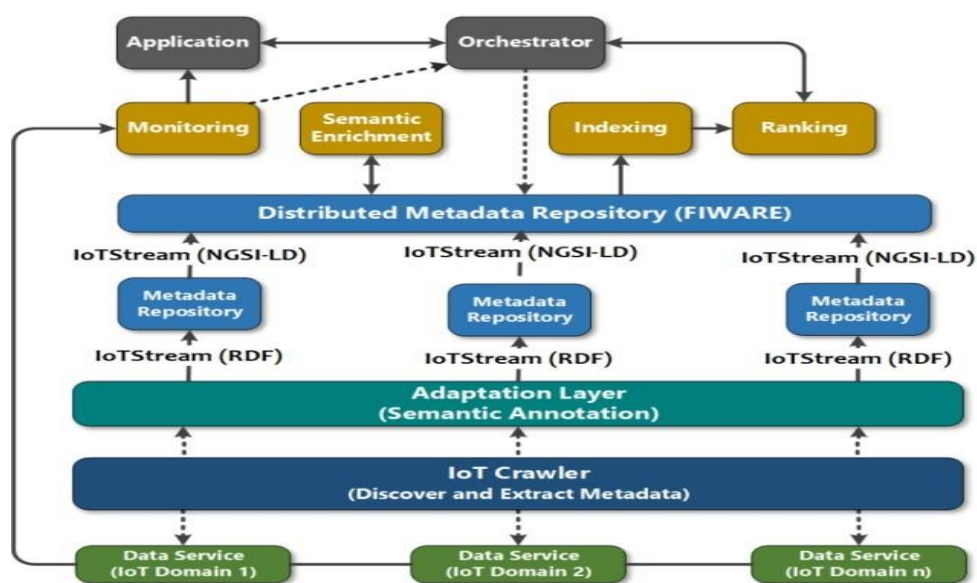 Application
Orchestrator
Monitoring
Semantic
Enrichment
Indexing
Ranking
Distributed Metadata Repository (FIWARE)
IoTStream (NGSI-LD)
IoTStream (NGSI-LD)
IoTStream (NGSI-LD)
Metadata
Repository
Metadata
Repository
Metadata
Repository
IoTStream (RDF)
IoTStream (RDF)
IoTStream (RDF)
Adaptation Layer
(Semantic Annotation)
IoT Crawler
(Discover and Extract Metadata)
Data Service
(IoT Domain 1)
Data Service
(IoT Domain 2)
Data Service
(IoT Domain n)